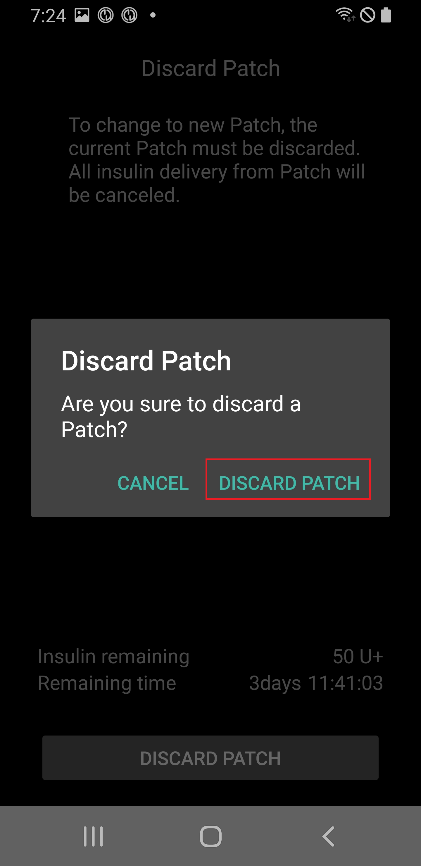 7:24
Discard Patch
To change to new Patch, the
current Patch must be discarded.
All insulin delivery from Patch will
be canceled.
Discard Patch
Are you sure to discard a
Patch?
CANCEL DISCARD PATCH
Insulin remaining 50 U+
Remaining time 3days 11:41:03
DISCARD PATCH